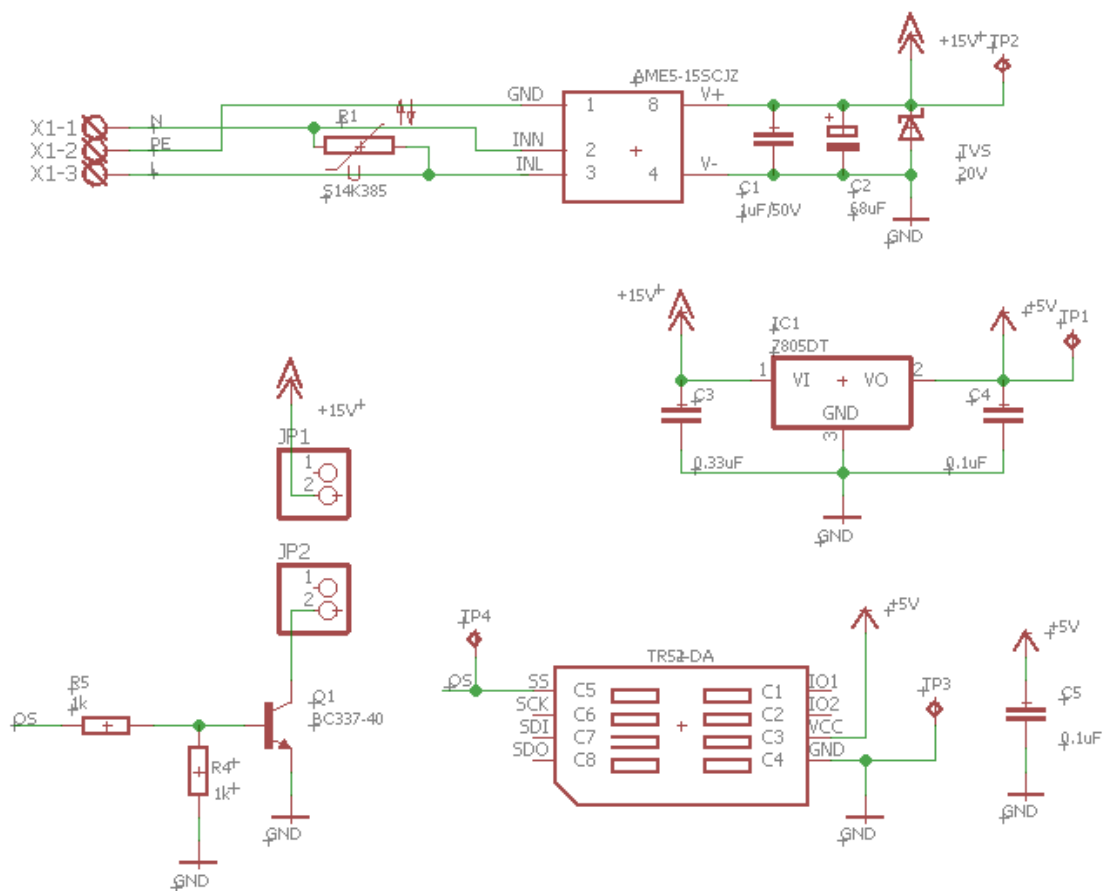 +15V
TP2
AME5-15SCJZ
GND
1
8
V+
X1-1
N
R1
INN
2
X1-2
PE
INL
3
4
V-
X1-3
L
U
S14K385
C1
1uF/50V
C2
68uF
TVS
20V
GND
+15V
IC1
7805DT
+5V
TP1
1
VI
VO
2
C3
GND
C4
3
0.33uF
0.1uF
GND
+15V
JP1
1
2
JP2
1
2
TP4
+5V
+5V
TR52-DA
OS
SS
C5
C1
IO1
SCK
C6
C2
IO2
SDI
C7
C3
VCC
SDO
C8
C4
GND
TP3
C5
0.1uF
R5
1k
OS
Q1
BC337-40
R4
1k
GND
GND
GND
GND